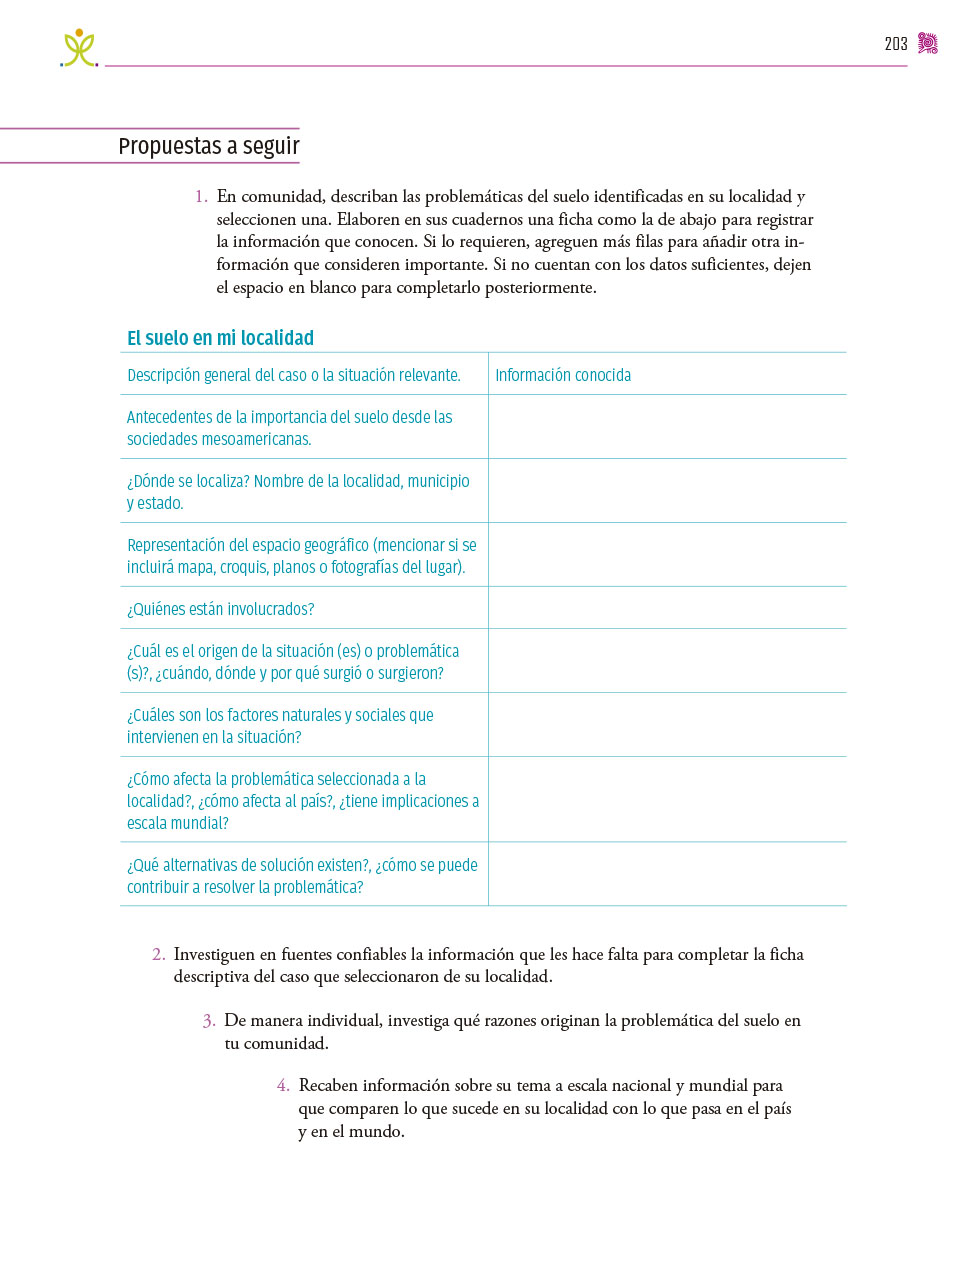 203
Propuestas a seguir
1. En comunidad, describan las problemáticas del suelo identificadas en su localidad y
seleccionen una. Elaboren en sus cuadernos una ficha como la de abajo para registrar
la información que conocen. Si lo requieren, agreguen más filas para añadir otra in-
formación que consideren importante. Si no cuentan con los datos suficientes, dejen
el espacio en blanco para completarlo posteriormente.
El suelo en mi localidad
Descripción general del caso o la situación relevante.
Información conocida
Antecedentes de la importancia del suelo desde las
sociedades mesoamericanas.
¿Dónde se localiza? Nombre de la localidad, municipio
y estado.
Representación del espacio geográfico (mencionar si se
incluirá mapa, croquis, planos o fotografías del lugar).
¿Quiénes están involucrados?
¿Cuál es el origen de la situación (es) o problemática
(s)?, ¿cuándo, dónde y por qué surgió o surgieron?
¿Cuáles son los factores naturales y sociales que
intervienen en la situación?
¿Cómo afecta la problemática seleccionada a la
localidad?, ¿cómo afecta al país?, ¿tiene implicaciones a
escala mundial?
¿Qué alternativas de solución existen?, ¿cómo se puede
contribuir a resolver la problemática?
2. Investiguen en fuentes confiables la información que les hace falta para completar la ficha
descriptiva del caso que seleccionaron de su localidad.
3. De manera individual, investiga qué razones originan la problemática del suelo en
tu comunidad.
4. Recaben información sobre su tema a escala nacional y mundial para
que comparen lo que sucede en su localidad con lo que pasa en el país
y en el mundo.